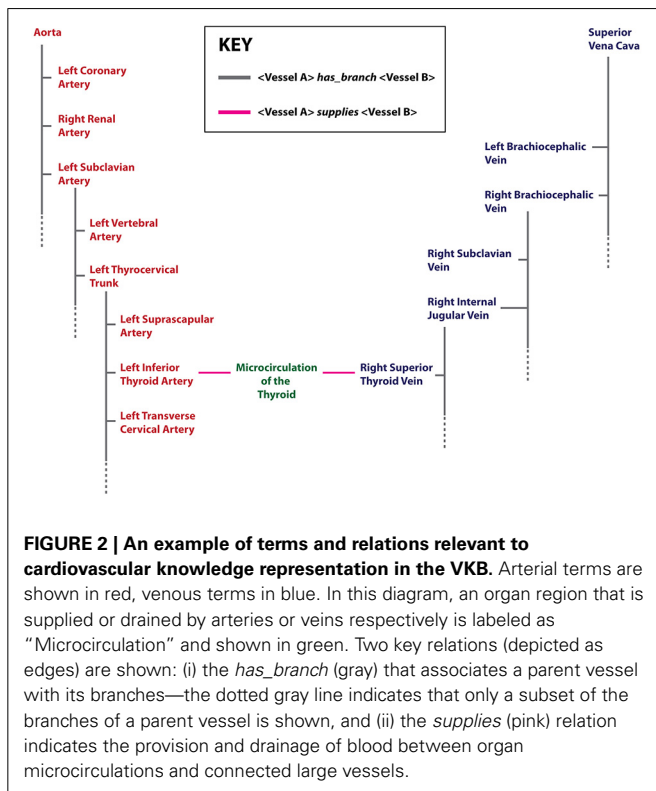 Aorta
Left Coronary
Artery
Right Renal
Artery
Left Subclavian
Artery
Left Vertebral
Artery
Left Thyrocervical
Trunk
Left Suprascapular
Artery
Left Inferior
Thyroid Artery
Left Transverse
Cervical Artery
KEY
<Vessel A> has_branch <Vessel B>
<Vessel A> supplies <Vessel B>
Microcirculation
of the
Thyroid
Superior
Vena Cava
Left Brachiocephalic
Vein
Right Brachiocephalic
Vein
Right Subclavian
Vein
Right Internal
Jugular Vein
Right Superior
Thyroid Vein
FIGURE 2 | An example of terms and relations relevant to
cardiovascular knowledge representation in the VKB. Arterial terms are
shown in red, venous terms in blue. In this diagram, an organ region that is
supplied or drained by arteries or veins respectively is labeled as
“Microcirculation” and shown in green. Two key relations (depicted as
edges) are shown: (i) the has_branch (gray) that associates a parent vessel
with its branches—the dotted gray line indicates that only a subset of the
branches of a parent vessel is shown, and (ii) the supplies (pink) relation
indicates the provision and drainage of blood between organ
microcirculations and connected large vessels.